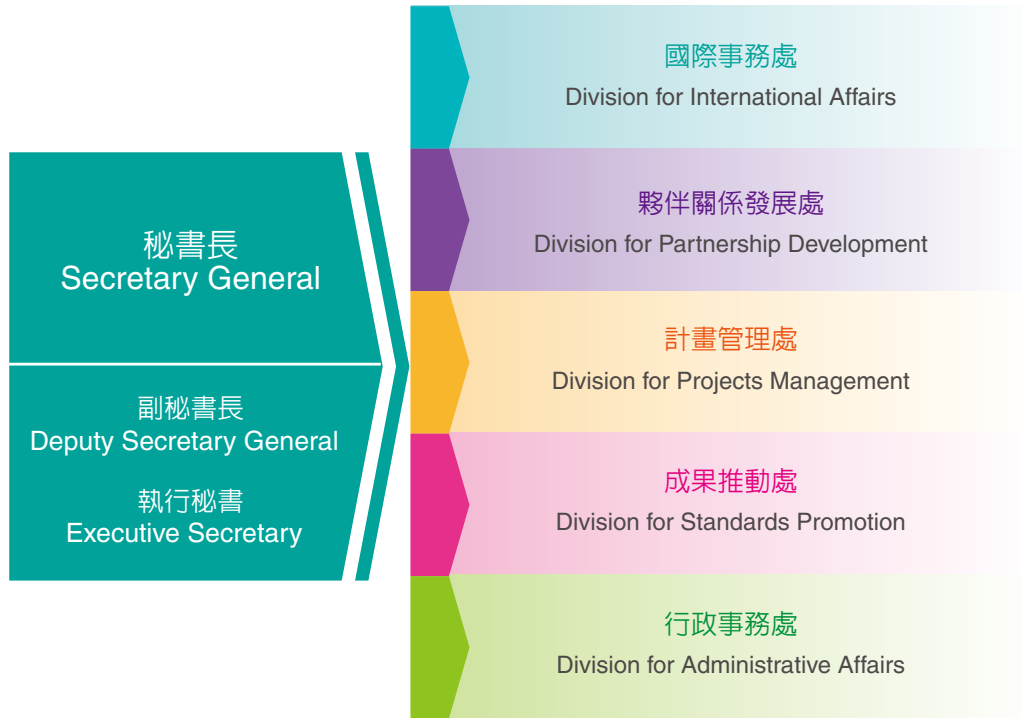 秘書長
Secretary General
副秘書長
Deputy Secretary General
執行秘書
Executive Secretary
國際事務處
Division for International Affairs
夥伴關係發展處
Division for Partnership Development
計畫管理處
Division for Projects Management
成果推動處
Division for Standards Promotion
行政事務處
Division for Administrative Affairs